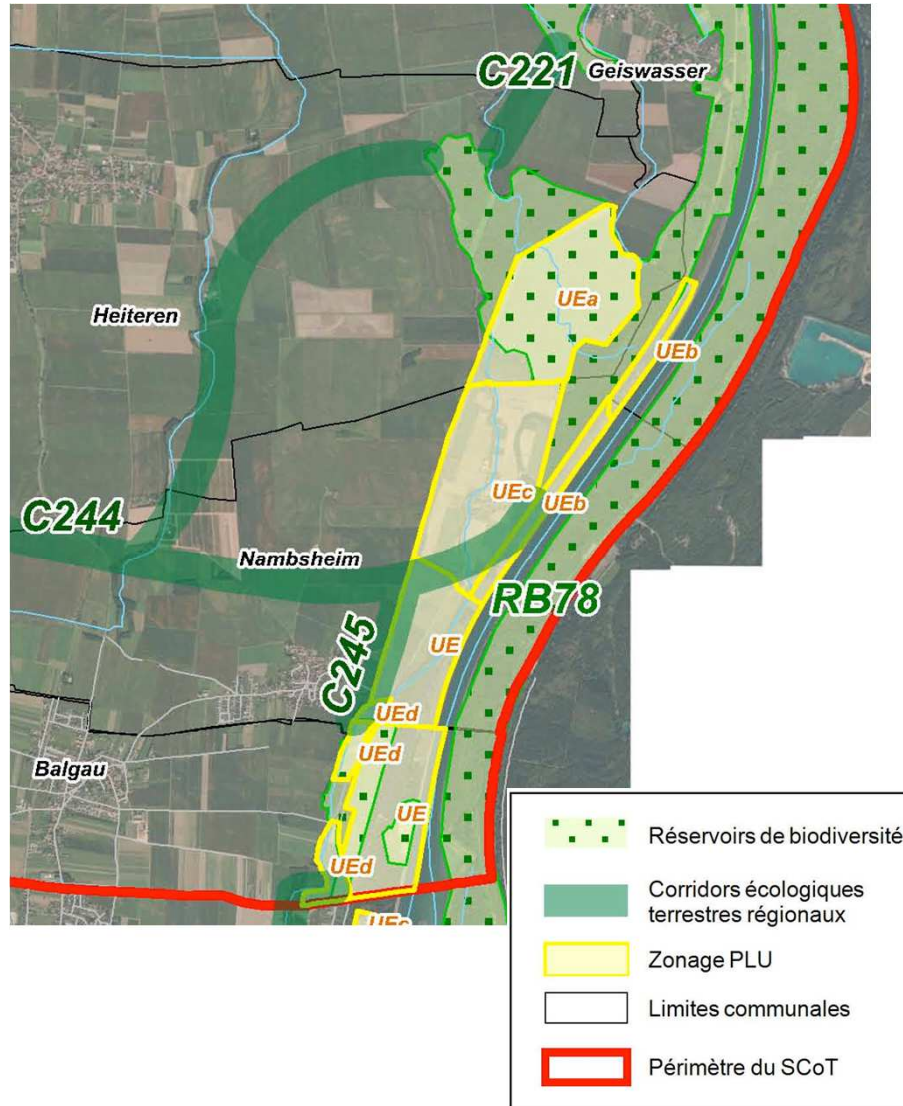 C221
Geiswasser
UEa
Heiteren
UEb
UEc
UEb
C244
Nambsheim
RB78
C245
UE
UEd
UEd
Balgau
UE
UEd
UEc
Réservoirs de biodiversité
Corridors écologiques
terrestres régionaux
Zonage PLU
Limites communales
Périmètre du SCoT